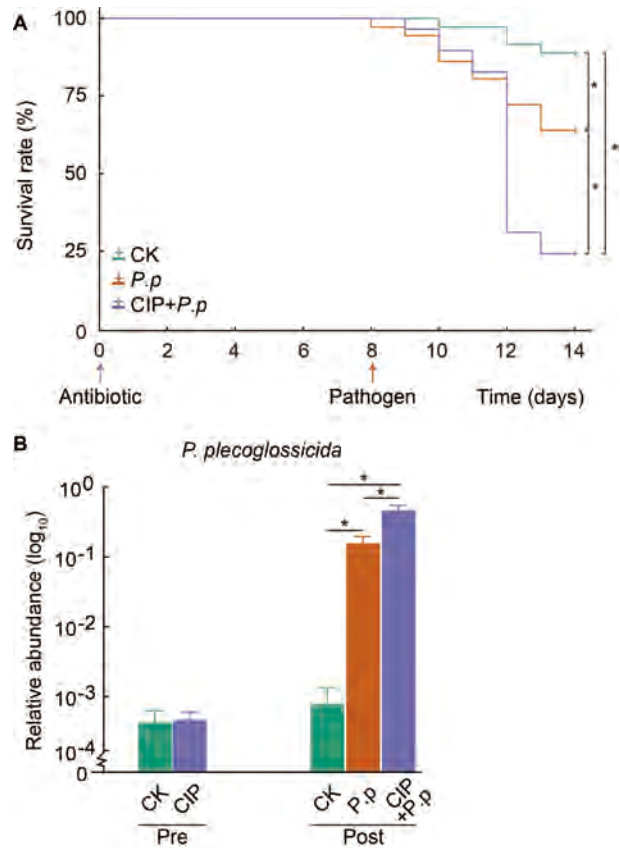 A
100
75
50
25
0
Survival rate (%)
CK
P.p
CIP+P.p
*
*
*
0 2 4 6 8 10 12 14
Antibiotic Pathogen Time (days)
B
P. plecoglossicida
Relative abundance (log₁₀)
10⁰
10⁻¹
10⁻²
10⁻³
10⁻⁴
0
*
*
*
CK CIP CK P.p CIP
+P.p
Pre Post